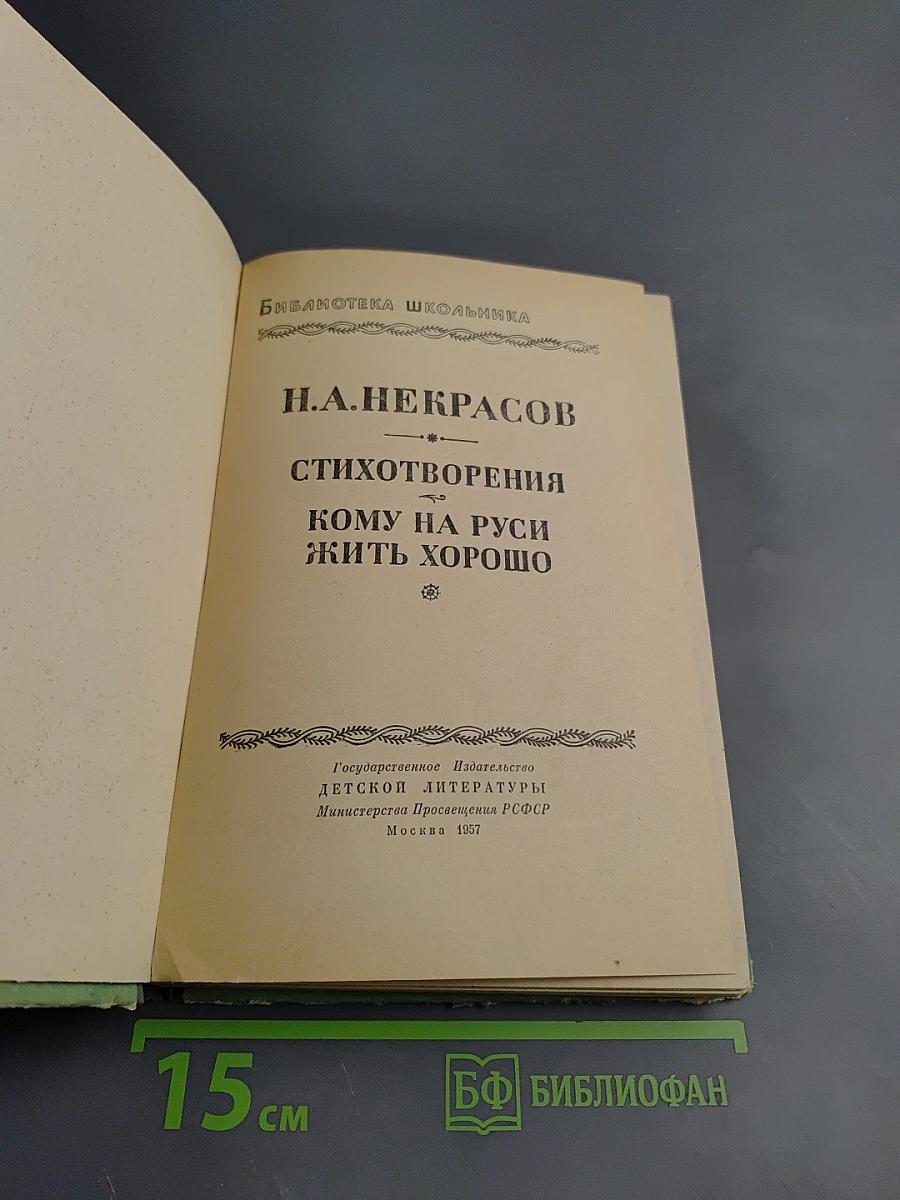 Библиотека школьника
Н.А.НЕКРАСОВ
СТИХОТВОРЕНИЯ
КОМУ НА РУСИ
ЖИТЬ ХОРОШО
Государственное Издательство
ДЕТСКОЙ ЛИТЕРАТУРЫ
Министерства Просвещения РСФСР
Москва 1957
15 см
БФ БИБЛИОФАН